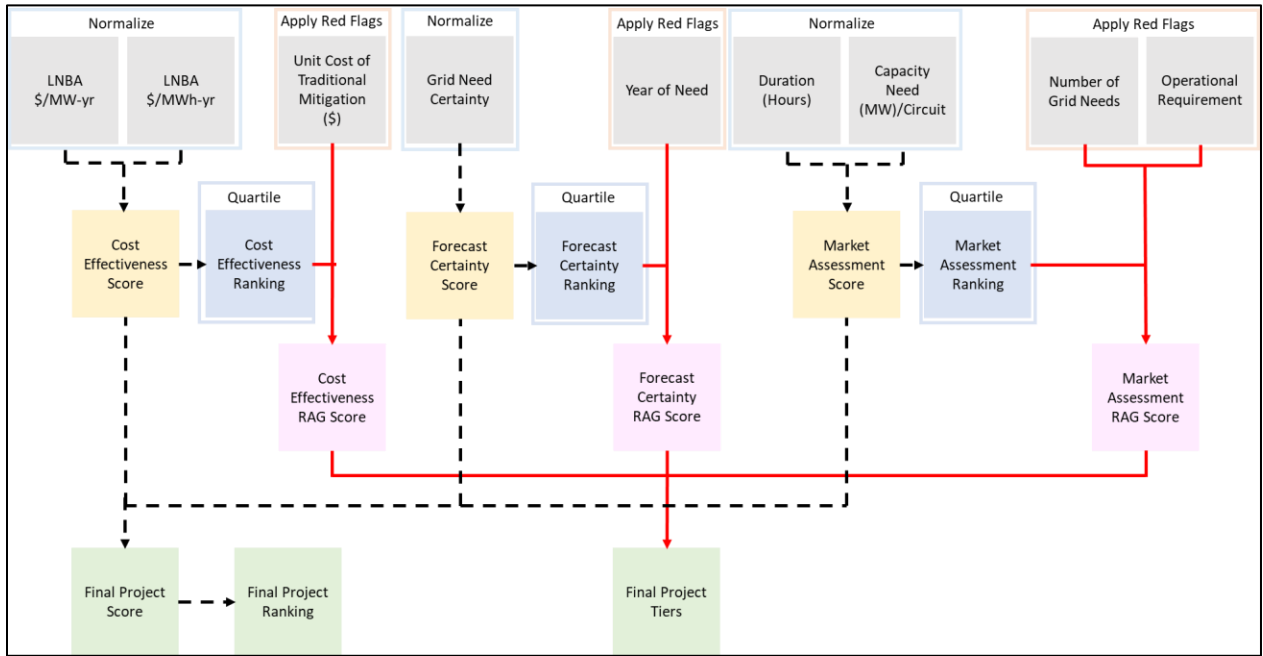 Normalize
LNBA
$/MW-yr
LNBA
$/MWh-yr
Apply Red Flags
Unit Cost of
Traditional
Mitigation
($)
Normalize
Grid Need
Certainty
Apply Red Flags
Year of Need
Normalize
Duration
(Hours)
Capacity
Need
(MW)/Circuit
Apply Red Flags
Number of
Grid Needs
Operational
Requirement
Cost
Effectiveness
Score
Quartile
Cost
Effectiveness
Ranking
Forecast
Certainty
Score
Quartile
Forecast
Certainty
Ranking
Market
Assessment
Score
Quartile
Market
Assessment
Ranking
Cost
Effectiveness
RAG Score
Forecast
Certainty
RAG Score
Market
Assessment
RAG Score
Final Project
Score
Final Project
Ranking
Final Project
Tiers